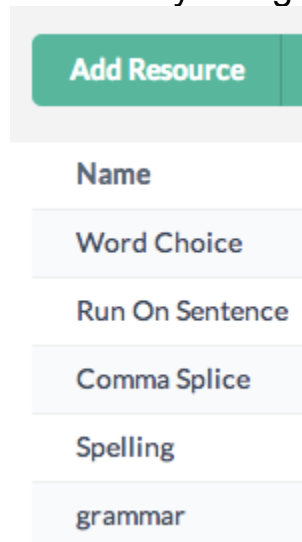 Add Resource
Name
Word Choice
Run On Sentence
Comma Splice
Spelling
grammar